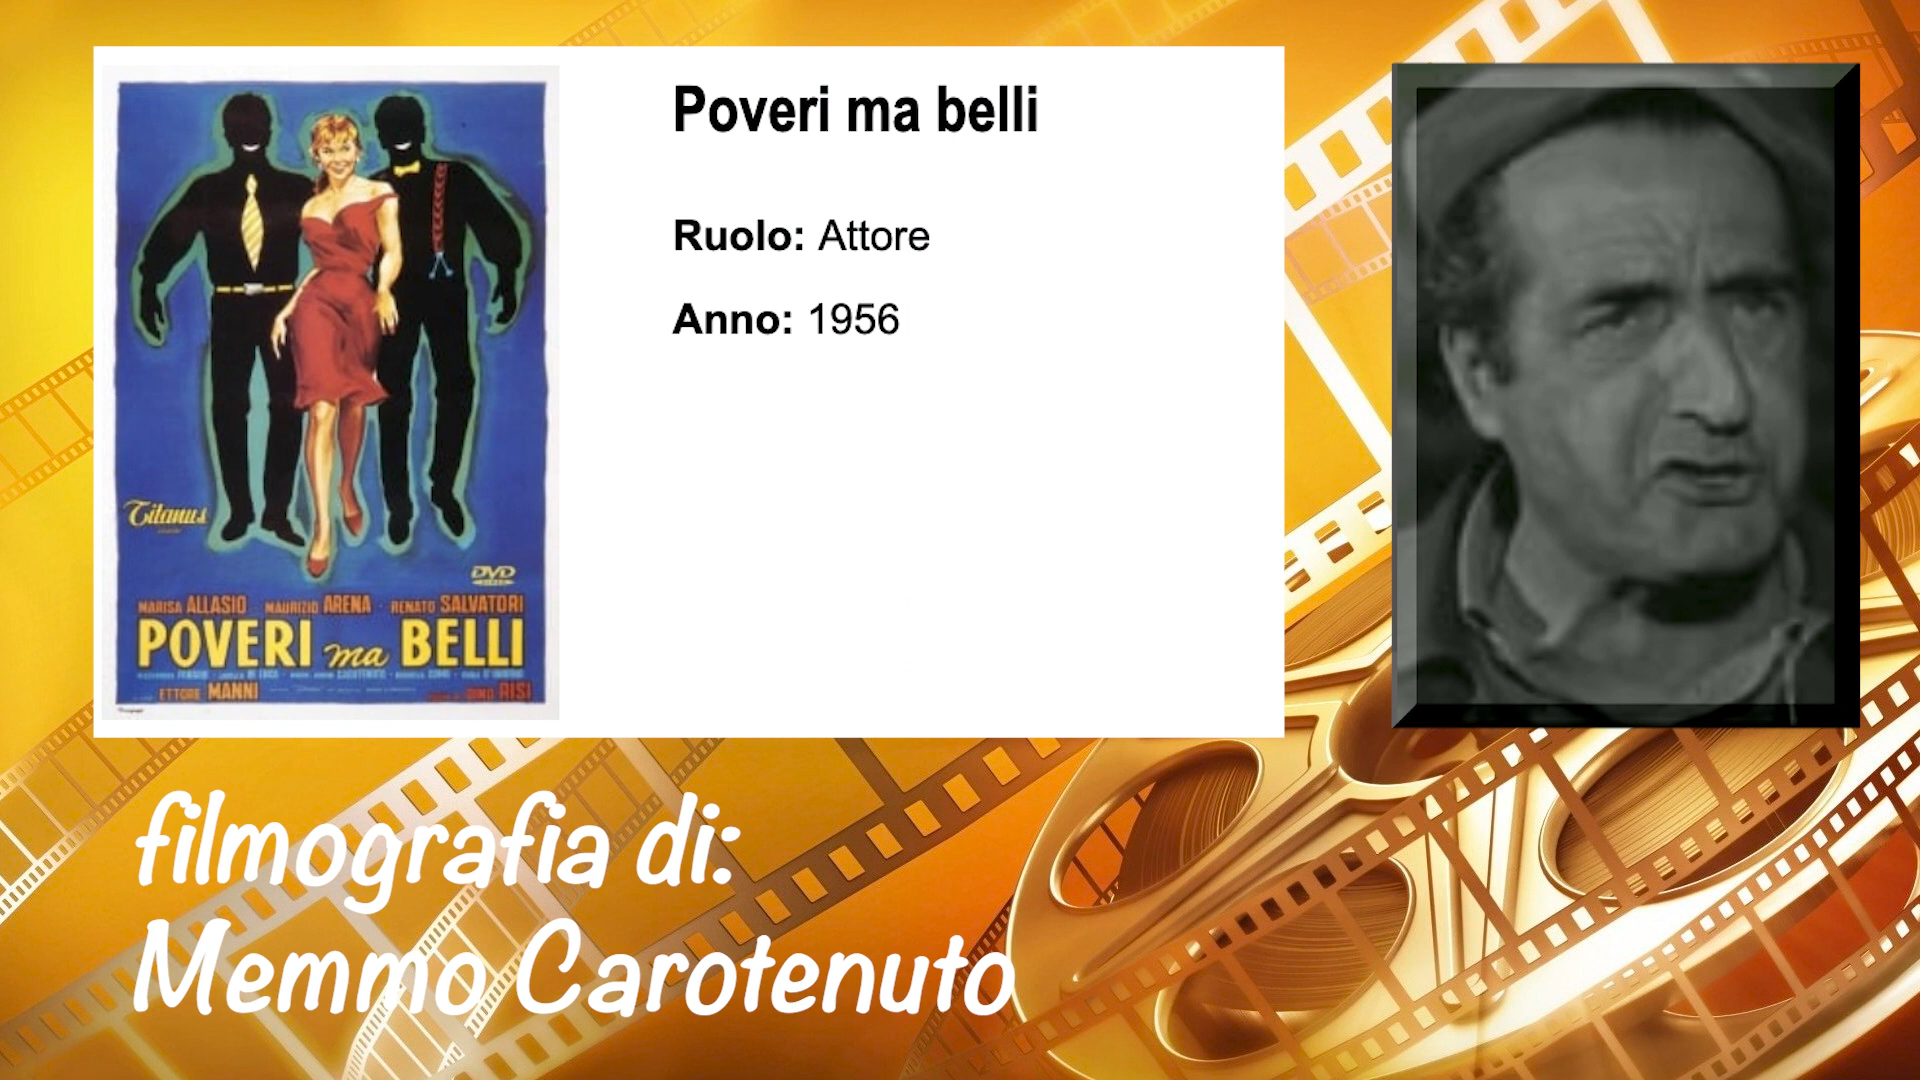 Poveri ma belli
Ruolo: Attore
Anno: 1956
Titanus
DVD
MARISA ALLASIO MAURIZIO ARENA - RENATO SALVATORI
POVERI ma BELLI
ETTORE MANNI DINO RISI
filmografia di:
Memmo Carotenuto